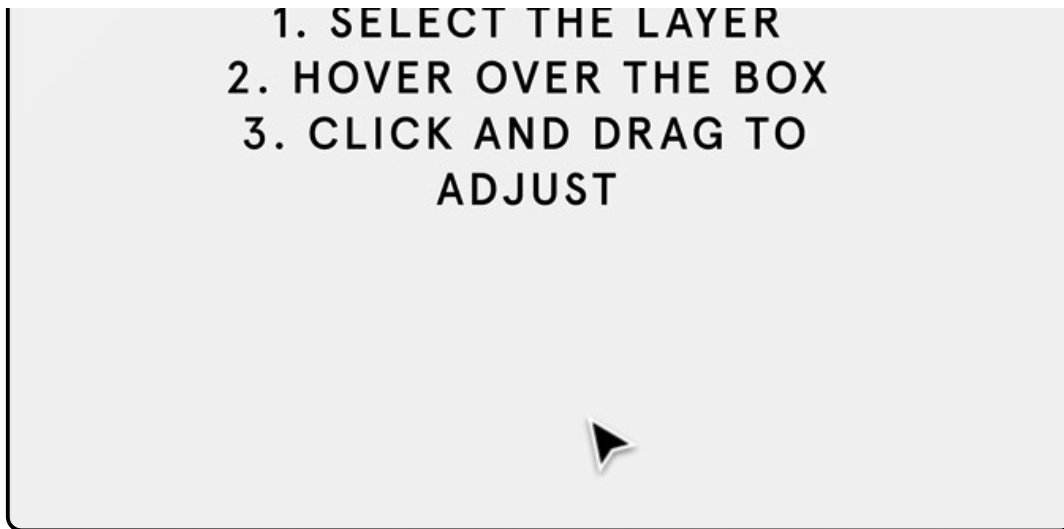 1. SELECT THE LAYER
2. HOVER OVER THE BOX
3. CLICK AND DRAG TO
ADJUST